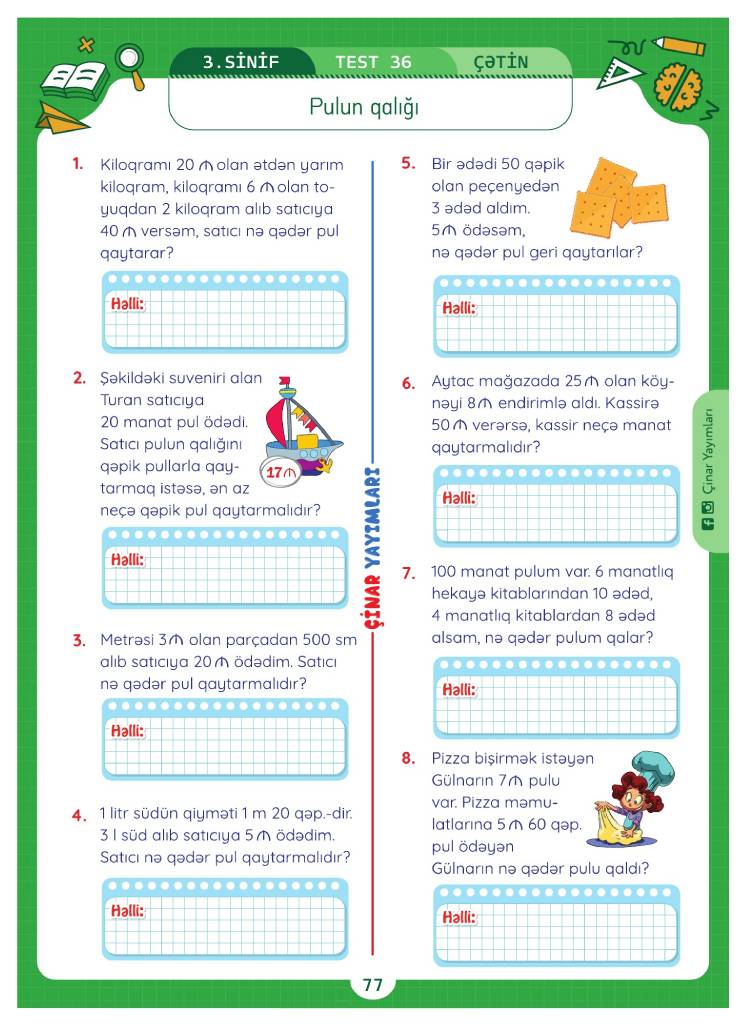 3.SİNİF TEST 36 ÇƏTİN
Pulun qalığı
1. Kiloqramı 20 ₼ olan ətdən yarım
kiloqram, kiloqramı 6 ₼ olan to-
yuqdan 2 kiloqram alıb satıcıya
40 ₼ versəm, satıcı nə qədər pul
qaytarar?
Həlli:
2. Şəkildəki suveniri alan
Turan satıcıya
20 manat pul ödədi.
Satıcı pulun qalığını
qəpik pullarla qay-
tarmaq istəsə, ən az
neçə qəpik pul qaytarmalıdır?
17₼
Həlli:
3. Metrəsi 3₼ olan parçadan 500 sm
alıb satıcıya 20₼ ödədim. Satıcı
nə qədər pul qaytarmalıdır?
Həlli:
4. 1 litr südün qiyməti 1 m 20 qəp.-dir.
3 l süd alıb satıcıya 5₼ ödədim.
Satıcı nə qədər pul qaytarmalıdır?
Həlli:
ÇİNAR YAYIMLARI
5. Bir ədədi 50 qəpik
olan peçenyedən
3 ədəd aldım.
5₼ ödəsəm,
nə qədər pul geri qaytarılar?
Həlli:
6. Aytac mağazada 25₼ olan köy-
nəyi 8₼ endirimlə aldı. Kassirə
50₼ verərsə, kassir neçə manat
qaytarmalıdır?
Həlli:
7. 100 manat pulum var. 6 manatlıq
hekayə kitablarından 10 ədəd,
4 manatlıq kitablardan 8 ədəd
alsam, nə qədər pulum qalar?
Həlli:
8. Pizza bişirmək istəyən
Gülnarın 7₼ pulu
var. Pizza məmu-
latlarına 5₼ 60 qəp.
pul ödəyən
Gülnarın nə qədər pulu qaldı?
Həlli:
Çinar Yayımları
77